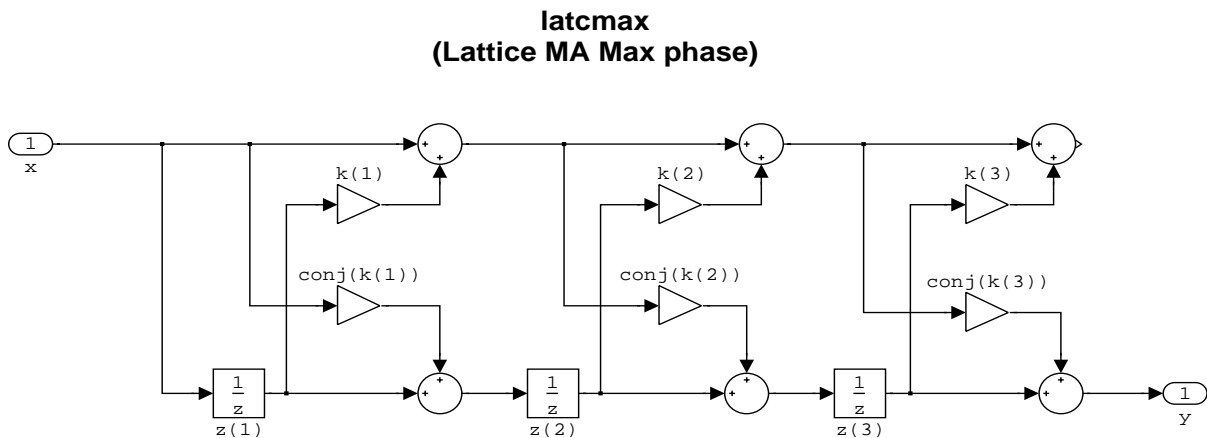 latcmax
(Lattice MA Max phase)
1
x
+
+
+
+
+
+
k(1)
k(2)
k(3)
conj(k(1))
conj(k(2))
conj(k(3))
1
z
z(1)
+
+
1
z
z(2)
+
+
1
z
z(3)
+
+
1
y